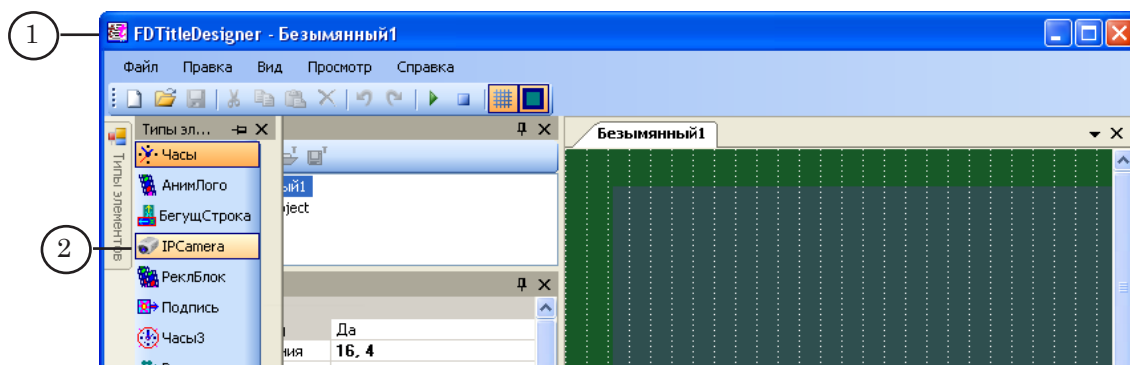 1
FDTitleDesigner - Безымянный1
Файл Правка Вид Просмотр Справка
Типы эл...
Безымянный1
Типы элементов
Часы
АнимЛого
ый1
БегущСтрока
ject
2
IPCamera
РеклБлок
Подпись
Часы3
Да
ния 16, 4